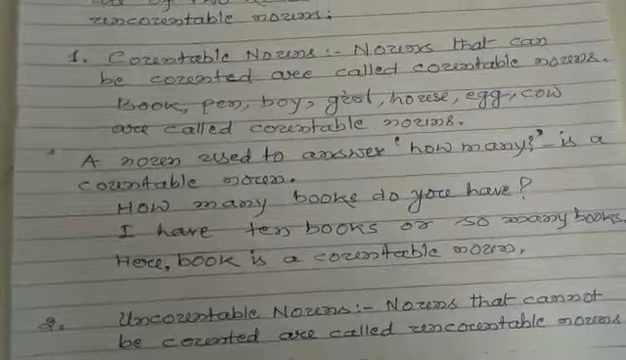 uncountable nouns:
1. Countable Nouns :- Nouns that can
be counted are called countable nouns.
Book, pen, boy, girl, house, egg, cow
are called countable nouns.
A noun used to answer 'how many?' is a
countable noun.
How many books do you have?
I have ten books or so many books.
Here, book is a countable noun.
2. Uncountable Nouns :- Nouns that cannot
be counted are called uncountable nouns